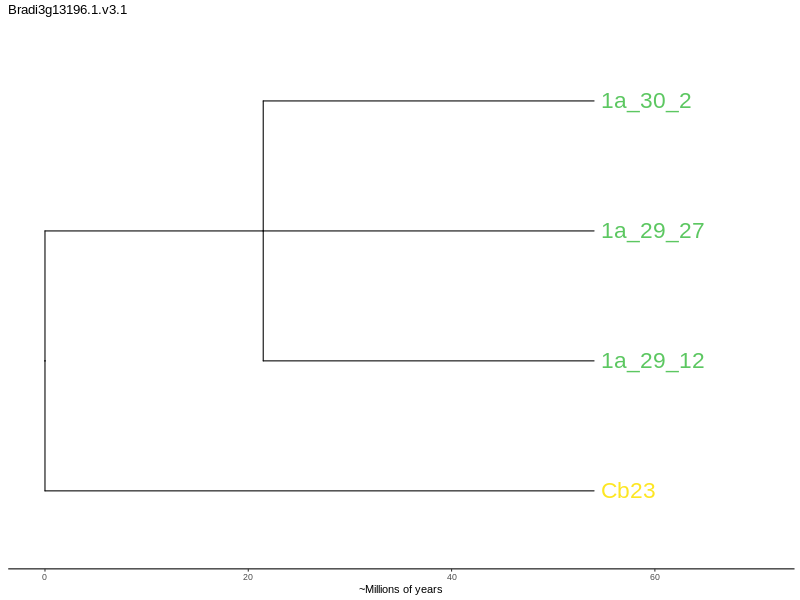 Bradi3g13196.1.v3.1
1a_30_2
1a_29_27
1a_29_12
Cb23
0 20 40 60
~Millions of years